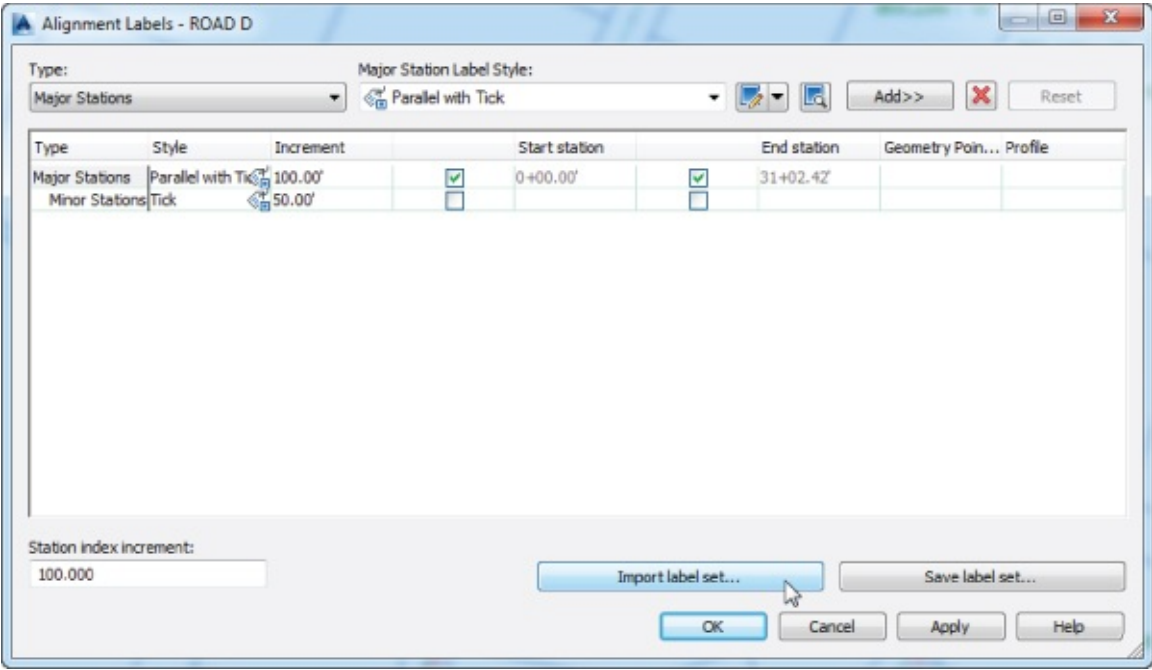 Alignment Labels - ROAD D
Type: Major Station Label Style:
Major Stations Parallel with Tick Add>> Reset
Type Style Increment Start station End station Geometry Poin... Profile
Major Stations Parallel with Tic 100.00' 0+00.00' 31+02.42'
Minor Stations Tick 50.00'
Station index increment:
100.000 Import label set... Save label set...
OK Cancel Apply Help